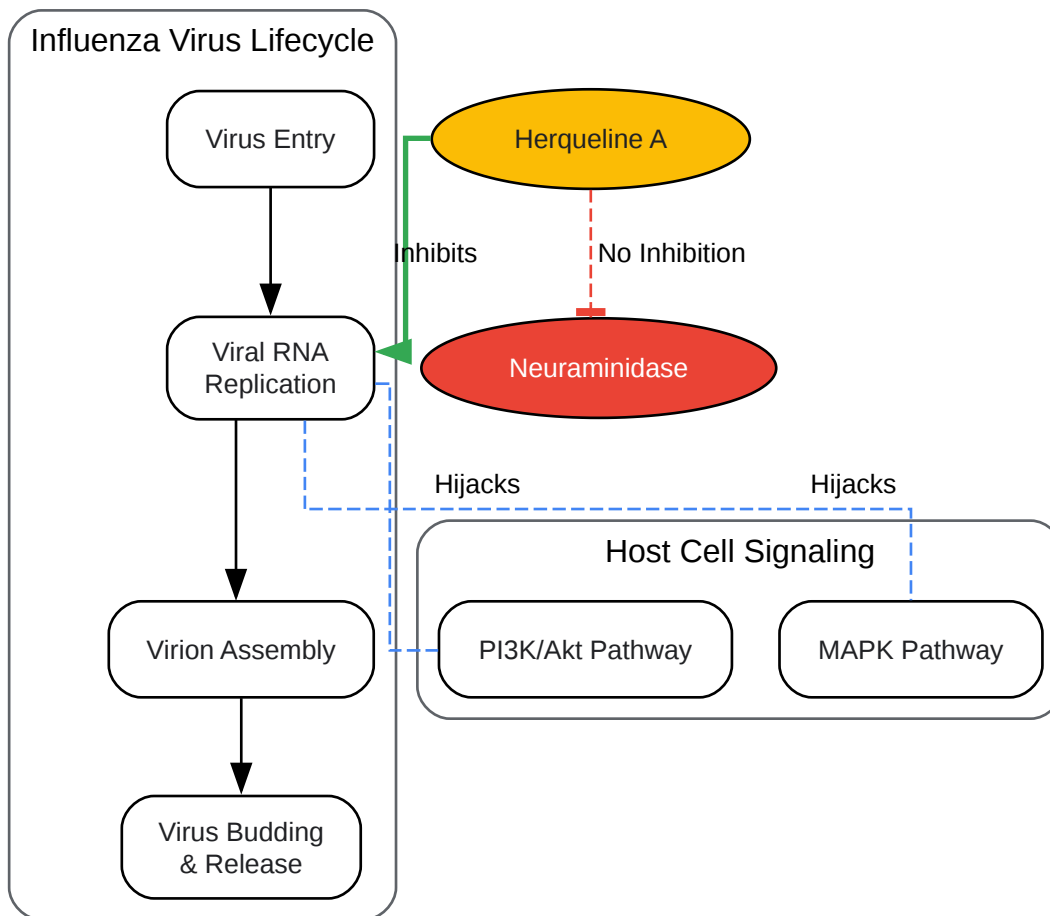 Influenza Virus Lifecycle
Virus Entry
Herqueline A
Inhibits
No Inhibition
Viral RNA
Replication
Neuraminidase
Hijacks
Hijacks
Host Cell Signaling
Virion Assembly
PI3K/Akt Pathway
MAPK Pathway
Virus Budding
& Release